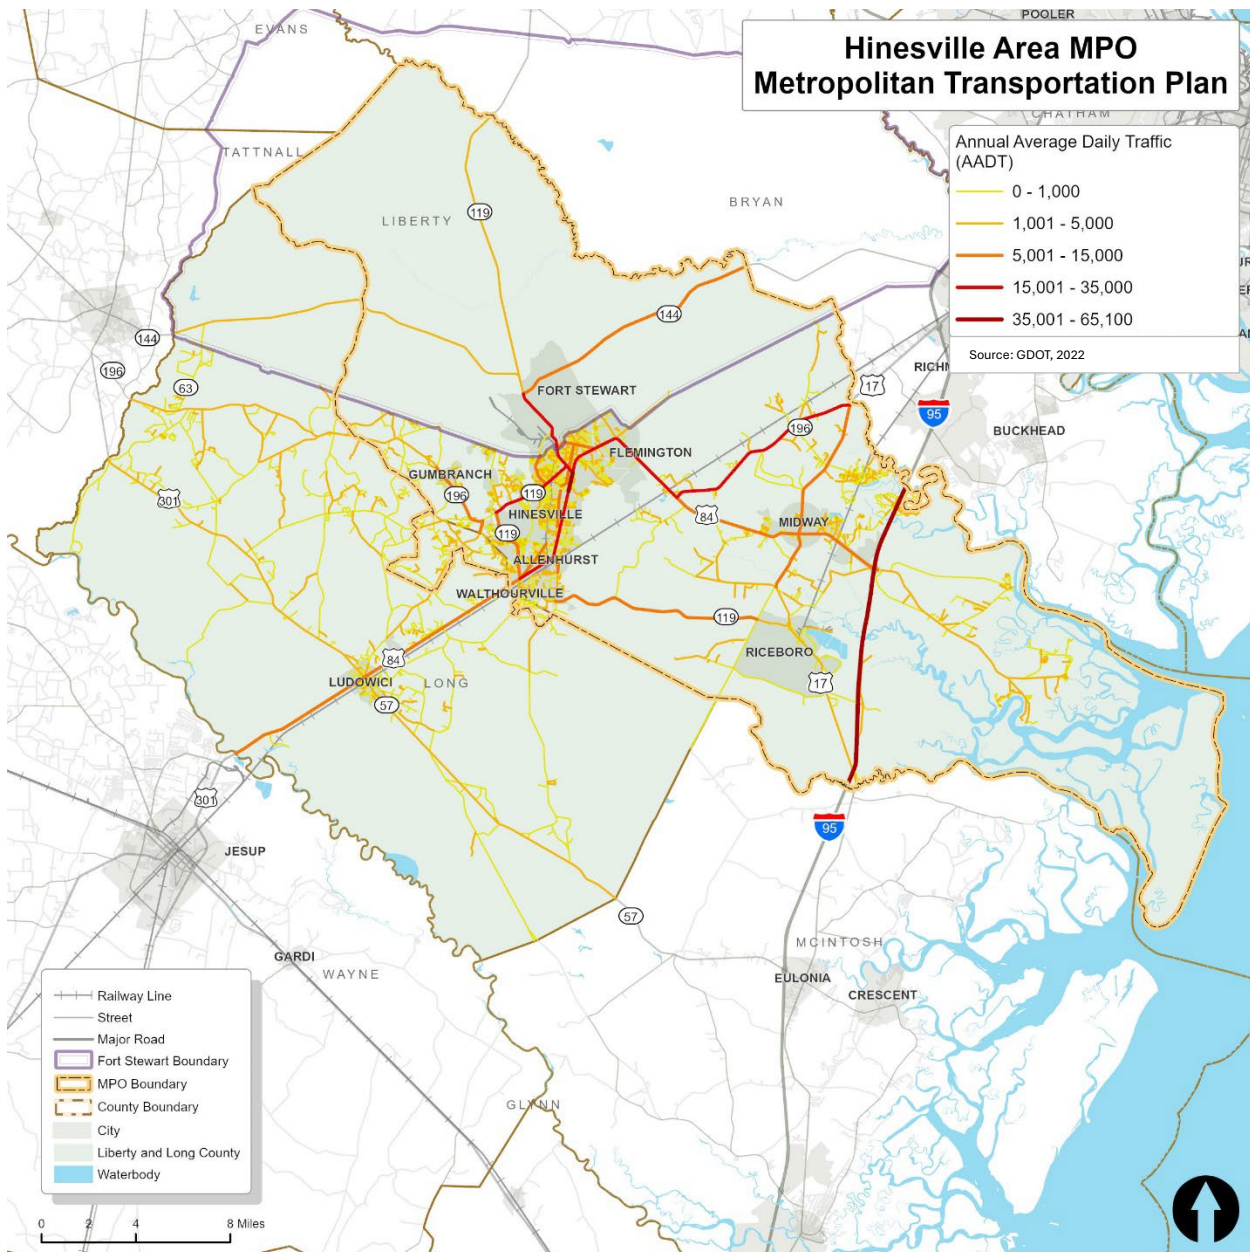 POOLER
EVANS
Hinesville Area MPO
Metropolitan Transportation Plan
CHATHAM
Annual Average Daily Traffic
(AADT)
0 - 1,000
1,001 - 5,000
5,001 - 15,000
15,001 - 35,000
35,001 - 65,100
Source: GDOT, 2022
TATTNALL
BRYAN
LIBERTY
119
144
144
196
63
17
RICHM
95
BUCKHEAD
FORT STEWART
196
FLEMINGTON
GUMBRANCH
196
119
301
HINESVILLE
84
MIDWAY
119
ALLENHURST
WALTHOURVILLE
119
RICEBORO
84
LUDOWICI
LONG
17
57
301
95
JESUP
57
MCINTOSH
GARDI
WAYNE
EULONIA
CRESCENT
GLYNN
Railway Line
Street
Major Road
Fort Stewart Boundary
MPO Boundary
County Boundary
City
Liberty and Long County
Waterbody
0 2 4 8 Miles